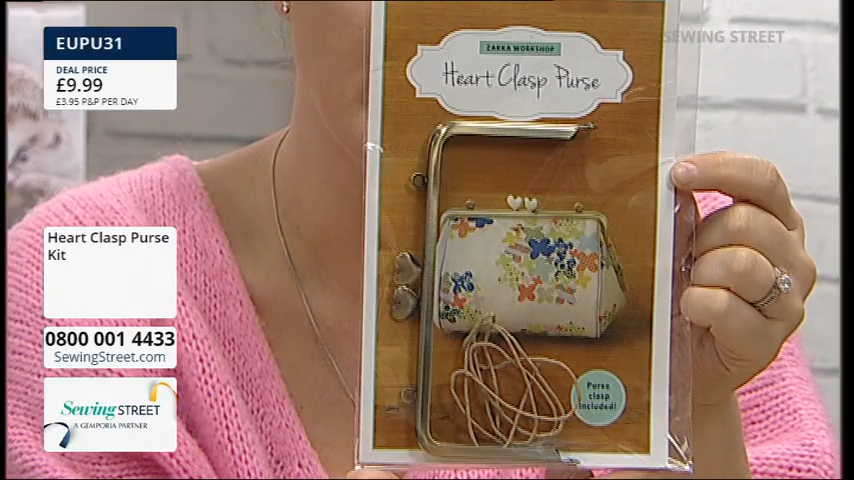 EUPU31
DEAL PRICE
£9.99
£3.95 P&P PER DAY
Heart Clasp Purse
Kit
0800 001 4433
SewingStreet.com
Sewing STREET
A GEMPORIA PARTNER
SEWING STREET
ZAKKA WORKSHOP
Heart Clasp Purse
Purse
clasp
included!